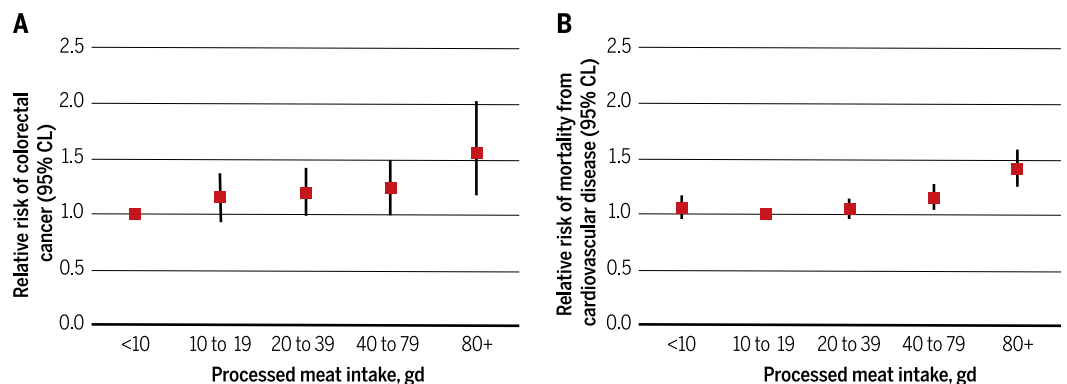 A
Relative risk of colorectal
cancer (95% CL)
2.5
2.0
1.5
1.0
0.5
0.0
<10
10 to 19
20 to 39
40 to 79
80+
Processed meat intake, gd
B
Relative risk of mortality from
cardiovascular disease (95% CL)
2.5
2.0
1.5
1.0
0.5
0.0
<10
10 to 19
20 to 39
40 to 79
80+
Processed meat intake, gd